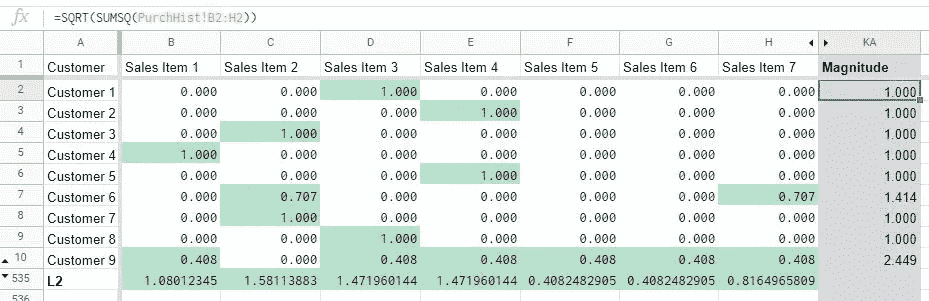 fx =SQRT(SUMSQ(PurchHist!B2:H2))
A B C D E F G H KA
1 Customer Sales Item 1 Sales Item 2 Sales Item 3 Sales Item 4 Sales Item 5 Sales Item 6 Sales Item 7 Magnitude
2 Customer 1 0.000 0.000 1.000 0.000 0.000 0.000 0.000 1.000
3 Customer 2 0.000 0.000 0.000 1.000 0.000 0.000 0.000 1.000
4 Customer 3 0.000 1.000 0.000 0.000 0.000 0.000 0.000 1.000
5 Customer 4 1.000 0.000 0.000 0.000 0.000 0.000 0.000 1.000
6 Customer 5 0.000 0.000 0.000 1.000 0.000 0.000 0.000 1.000
7 Customer 6 0.000 0.707 0.000 0.000 0.000 0.000 0.707 1.414
8 Customer 7 0.000 1.000 0.000 0.000 0.000 0.000 0.000 1.000
9 Customer 8 0.000 0.000 1.000 0.000 0.000 0.000 0.000 1.000
10 Customer 9 0.408 0.000 0.408 0.408 0.408 0.408 0.408 2.449
535 L2 1.08012345 1.58113883 1.471960144 1.471960144 0.4082482905 0.4082482905 0.8164965809
536